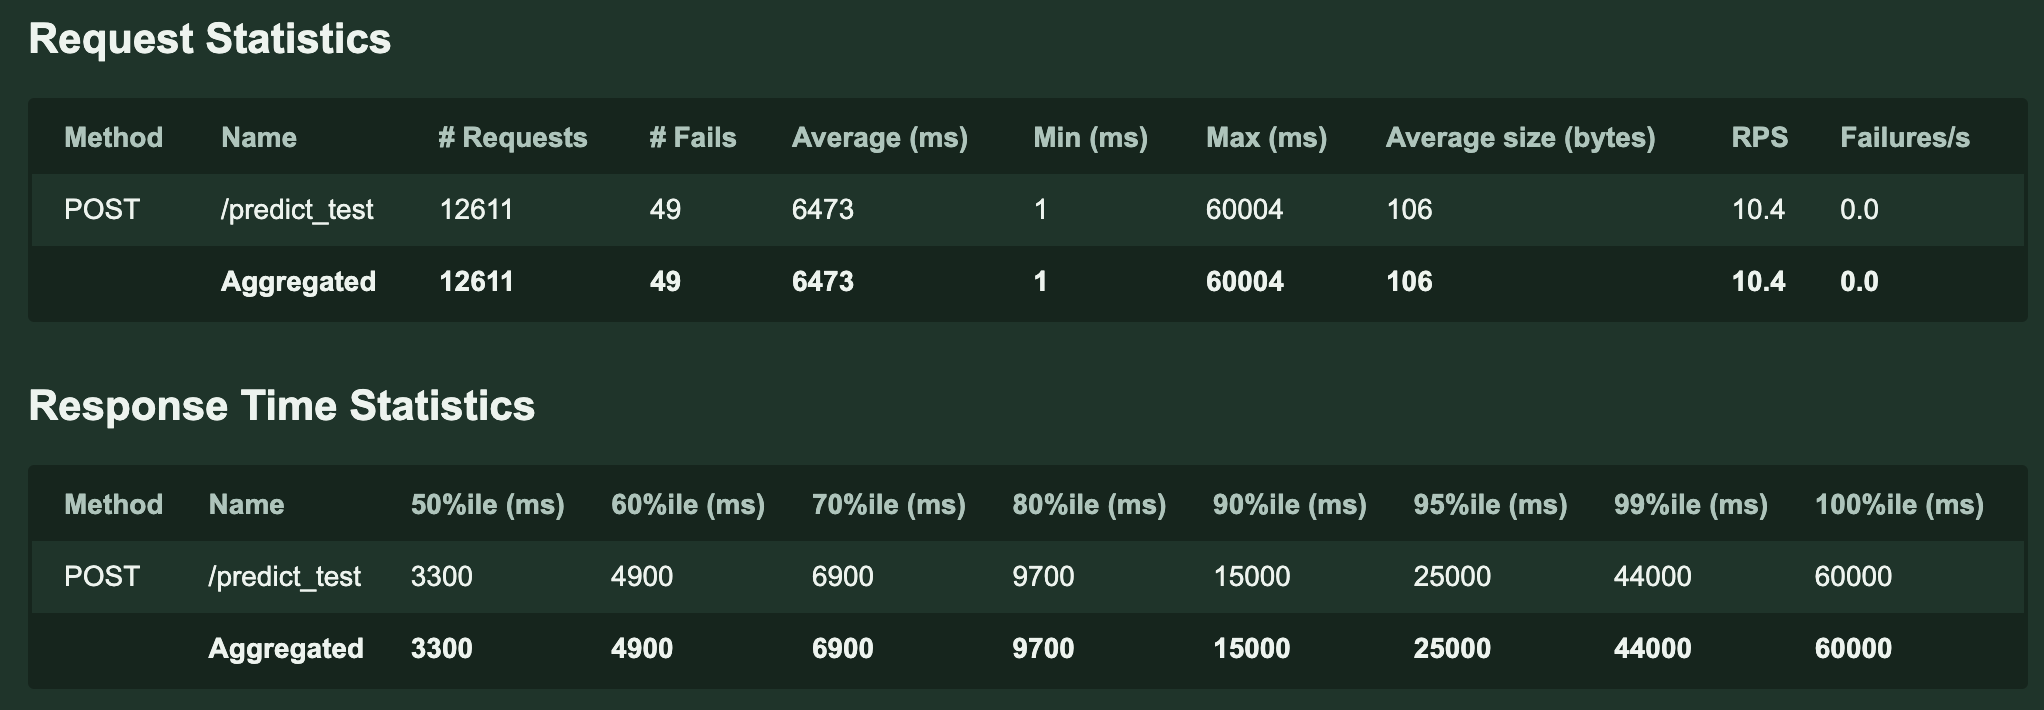 Request Statistics
Method Name # Requests # Fails Average (ms) Min (ms) Max (ms) Average size (bytes) RPS Failures/s
POST /predict_test 12611 49 6473 1 60004 106 10.4 0.0
Aggregated 12611 49 6473 1 60004 106 10.4 0.0
Response Time Statistics
Method Name 50%ile (ms) 60%ile (ms) 70%ile (ms) 80%ile (ms) 90%ile (ms) 95%ile (ms) 99%ile (ms) 100%ile (ms)
POST /predict_test 3300 4900 6900 9700 15000 25000 44000 60000
Aggregated 3300 4900 6900 9700 15000 25000 44000 60000